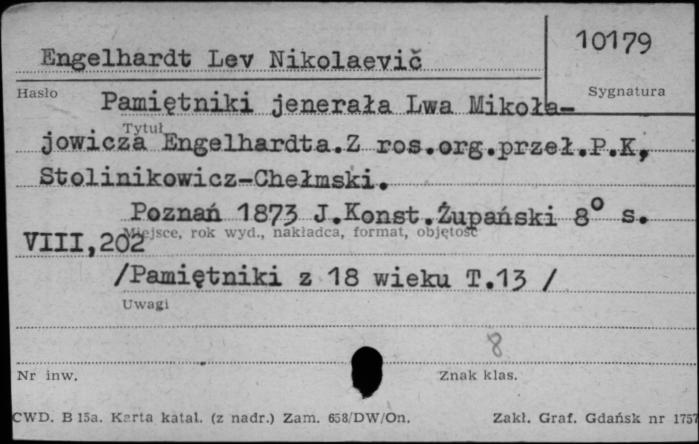 10179
Engelhardt Lev Nikolaevič
Hasło
Sygnatura
Pamiętniki jenerała Lwa Mikoła-
Tytuł
jowicza Engelhardta.Z ros.org.przeł.P.K,
Stolinikowicz-Chełmski.
Poznań 1873 J.Konst.Żupański 8° s.
Miejsce, rok wyd., nakładca, format, objętość
VIII,202
/Pamiętniki z 18 wieku T.13 /
Uwagi
8
Nr inw.
Znak klas.
CWD. B 15a. Karta katal. (z nadr.) Zam. 658/DW/On.
Zakł. Graf. Gdańsk nr 1757